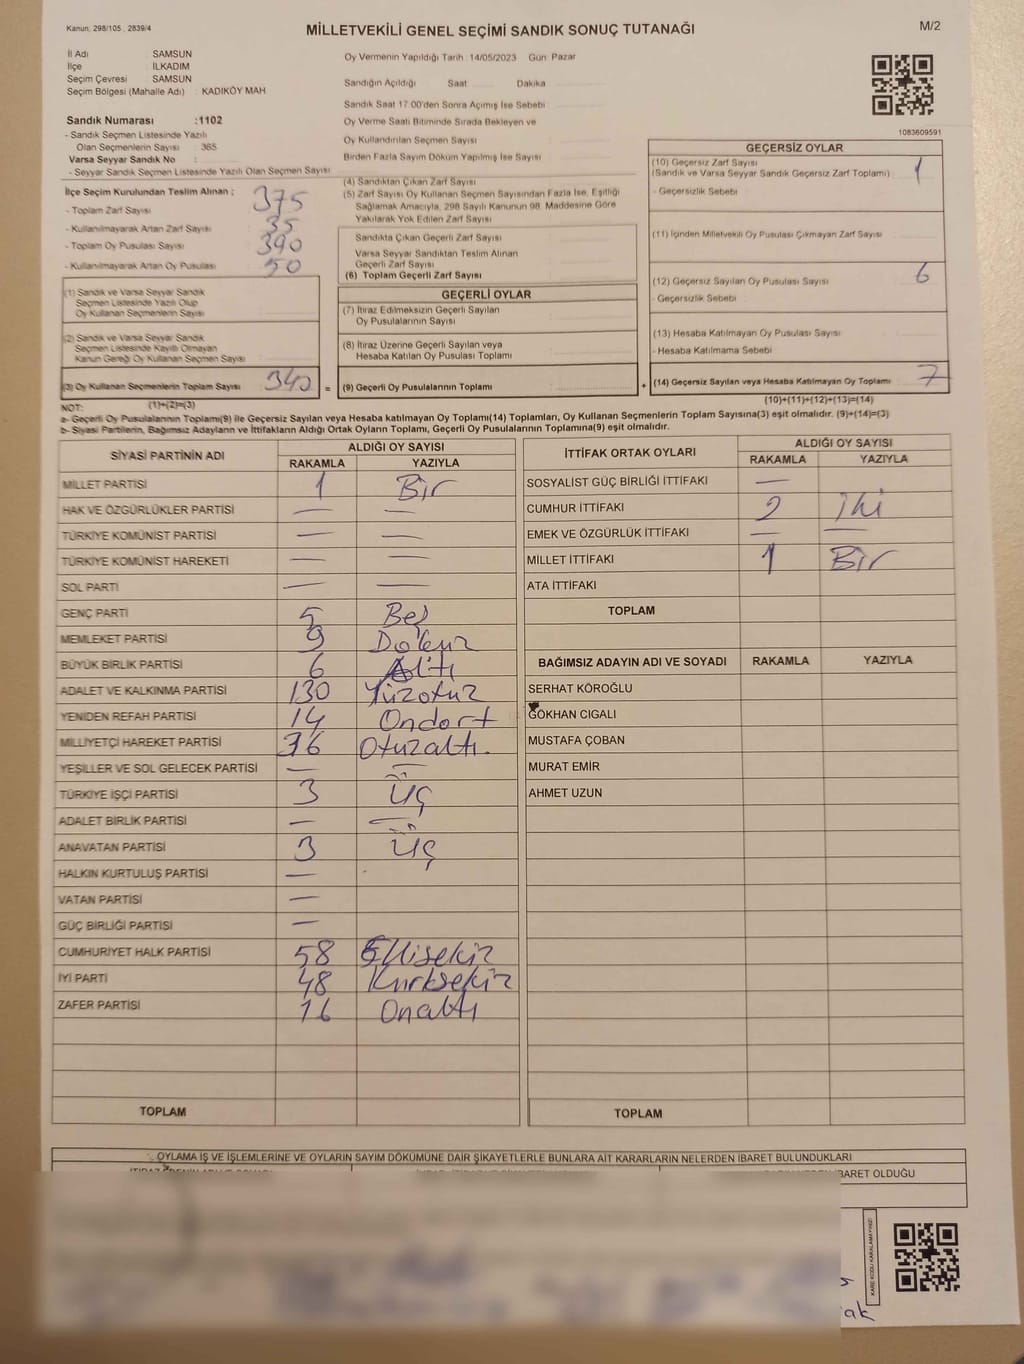 Kanun: 298/105 , 2839/4
MİLLETVEKİLİ GENEL SEÇİMİ SANDIK SONUÇ TUTANAĞI
M/2
İl Adı : SAMSUN
İlçe : İLKADIM
Seçim Çevresi : SAMSUN
Seçim Bölgesi (Mahalle Adı) : KADIKÖY MAH
Oy Vermenin Yapıldığı Tarih :14/05/2023 Gün: Pazar
Sandığın Açıldığı Saat Dakika
Sandık Saat 17:00'den Sonra Açımış İse Sebebi
Oy Verme Saati Bitiminde Sırada Bekleyen ve
Oy Kullandırılan Seçmen Sayısı
Birden Fazla Sayım Döküm Yapılmış İse Sayısı
1083609591
Sandık Numarası :1102
- Sandık Seçmen Listesinde Yazılı
Olan Seçmenlerin Sayısı : 365
Varsa Seyyar Sandık No :
- Seyyar Sandık Seçmen Listesinde Yazılı Olan Seçmen Sayısı
İlçe Seçim Kurulundan Teslim Alınan ;
- Toplam Zarf Sayısı 375
- Kullanılmayarak Artan Zarf Sayısı 35
- Toplam Oy Pusulası Sayısı 390
- Kullanılmayarak Artan Oy Pusulası 50
(1) Sandık ve Varsa Seyyar Sandık
Seçmen Listesinde Yazılı Olup
Oy Kullanan Seçmenlerin Sayısı
(2) Sandık ve Varsa Seyyar Sandık
Seçmen Listesinde Kayıtlı Olmayan
Kanun Gereği Oy Kullanan Seçmen Sayısı
(3) Oy Kullanan Seçmenlerin Toplam Sayısı 340 =
(1)+(2)=(3)
(4) Sandıktan Çıkan Zarf Sayısı
(5) Zarf Sayısı Oy Kullanan Seçmen Sayısından Fazla İse, Eşitliği
Sağlamak Amacıyla, 298 Sayılı Kanunun 98. Maddesine Göre
Yakılarak Yok Edilen Zarf Sayısı
Sandıkta Çıkan Geçerli Zarf Sayısı
Varsa Seyyar Sandıktan Teslim Alınan
Geçerli Zarf Sayısı
(6) Toplam Geçerli Zarf Sayısı
GEÇERLİ OYLAR
(7) İtiraz Edilmeksizin Geçerli Sayılan
Oy Pusulalarının Sayısı
(8) İtiraz Üzerine Geçerli Sayılan veya
Hesaba Katılan Oy Pusulası Toplamı
(9) Geçerli Oy Pusulalarının Toplamı +
GEÇERSİZ OYLAR
(10) Geçersiz Zarf Sayısı 1
(Sandık ve Varsa Seyyar Sandık Geçersiz Zarf Toplamı)
- Geçersizlik Sebebi
(11) İçinden Milletvekili Oy Pusulası Çıkmayan Zarf Sayısı
(12) Geçersiz Sayılan Oy Pusulası Sayısı 6
- Geçersizlik Sebebi
(13) Hesaba Katılmayan Oy Pusulası Sayısı
- Hesaba Katılmama Sebebi
(14) Geçersiz Sayılan veya Hesaba Katılmayan Oy Toplamı 7
(10)+(11)+(12)+(13)=(14)
NOT:
a- Geçerli Oy Pusulalarının Toplamı(9) ile Geçersiz Sayılan veya Hesaba katılmayan Oy Toplamı(14) Toplamları, Oy Kullanan Seçmenlerin Toplam Sayısına(3) eşit olmalıdır. (9)+(14)=(3)
b- Siyasi Partilerin, Bağımsız Adayların ve İttifakların Aldığı Ortak Oyların Toplamı, Geçerli Oy Pusulalarının Toplamına(9) eşit olmalıdır.
SİYASİ PARTİNİN ADI
ALDIĞI OY SAYISI
RAKAMLA YAZIYLA
MİLLET PARTİSİ 1 Bir
HAK VE ÖZGÜRLÜKLER PARTİSİ — —
TÜRKİYE KOMÜNİST PARTİSİ — —
TÜRKİYE KOMÜNİST HAREKETİ — —
SOL PARTİ — —
GENÇ PARTİ 5 Beş
MEMLEKET PARTİSİ 9 Dokuz
BÜYÜK BİRLİK PARTİSİ 6 Altı
ADALET VE KALKINMA PARTİSİ 130 Yüzotuz
YENİDEN REFAH PARTİSİ 14 Ondört
MİLLİYETÇİ HAREKET PARTİSİ 36 Otuzaltı.
YEŞİLLER VE SOL GELECEK PARTİSİ — —
TÜRKİYE İŞÇİ PARTİSİ 3 Üç
ADALET BİRLİK PARTİSİ — —
ANAVATAN PARTİSİ 3 Üç
HALKIN KURTULUŞ PARTİSİ —
VATAN PARTİSİ —
GÜÇ BİRLİĞİ PARTİSİ —
CUMHURİYET HALK PARTİSİ 58 Ellisekiz
İYİ PARTİ 48 Kırksekiz
ZAFER PARTİSİ 16 Onaltı
TOPLAM
İTTİFAK ORTAK OYLARI
ALDIĞI OY SAYISI
RAKAMLA YAZIYLA
SOSYALİST GÜÇ BİRLİĞİ İTTİFAKI —
CUMHUR İTTİFAKI 2 iki
EMEK VE ÖZGÜRLÜK İTTİFAKI — —
MİLLET İTTİFAKI 1 Bir
ATA İTTİFAKI
TOPLAM
BAĞIMSIZ ADAYIN ADI VE SOYADI RAKAMLA YAZIYLA
SERHAT KÖROĞLU
GÖKHAN CIGALI
MUSTAFA ÇOBAN
MURAT EMİR
AHMET UZUN
TOPLAM
OYLAMA İŞ VE İŞLEMLERİNE VE OYLARIN SAYIM DÖKÜMÜNE DAİR ŞİKAYETLERLE BUNLARA AİT KARARLARIN NELERDEN İBARET BULUNDUKLARI
İBARET OLDUĞU
KARE KODU KARALAMAYINIZ!